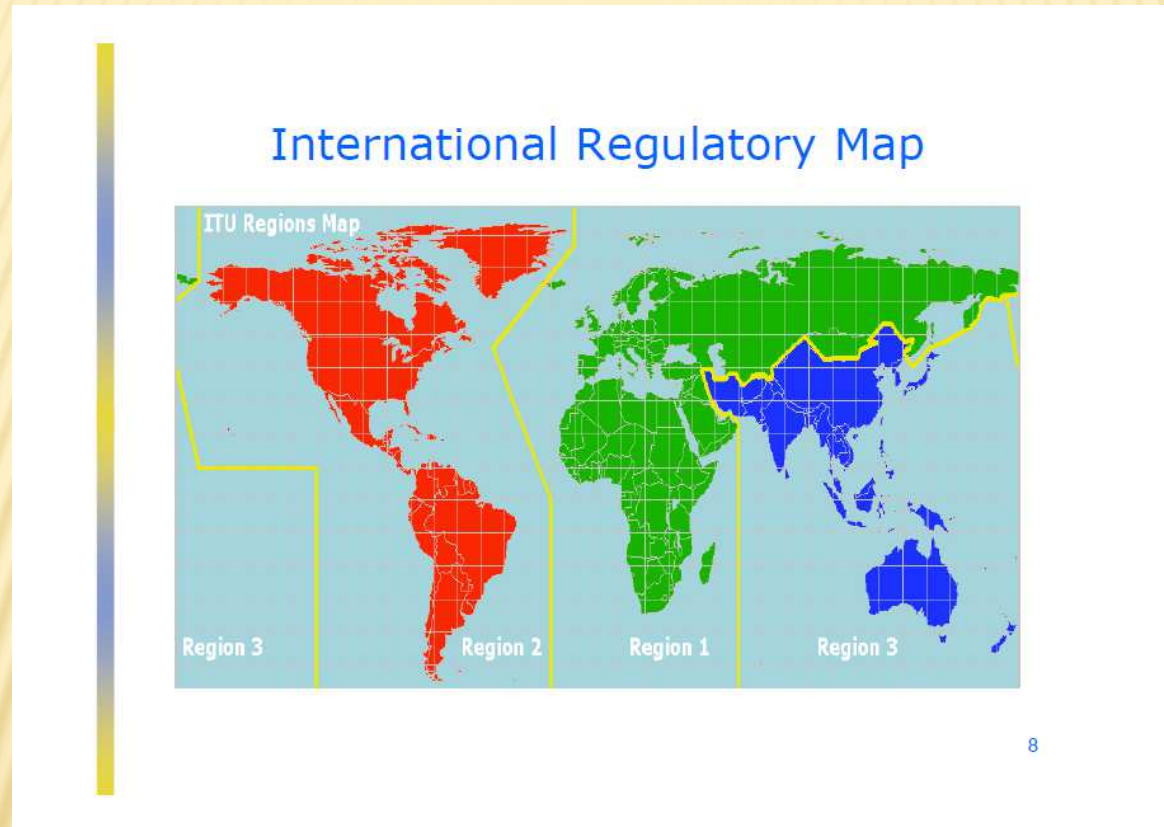 International Regulatory Map
ITU Regions Map
Region 3
Region 2
Region 1
Region 3
8